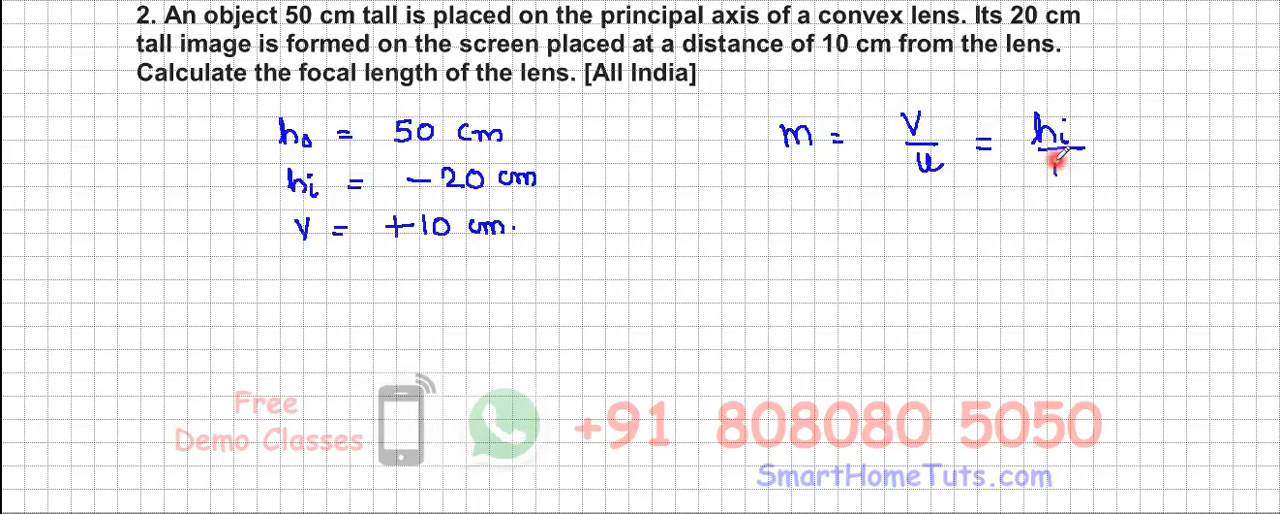 2. An object 50 cm tall is placed on the principal axis of a convex lens. Its 20 cm
tall image is formed on the screen placed at a distance of 10 cm from the lens.
Calculate the focal length of the lens. [All India]
ho = 50 cm
hi = -20 cm
v = +10 cm.
m = v/u = hi/
Free
Demo Classes
+91 808080 5050
SmartHomeTuts.com